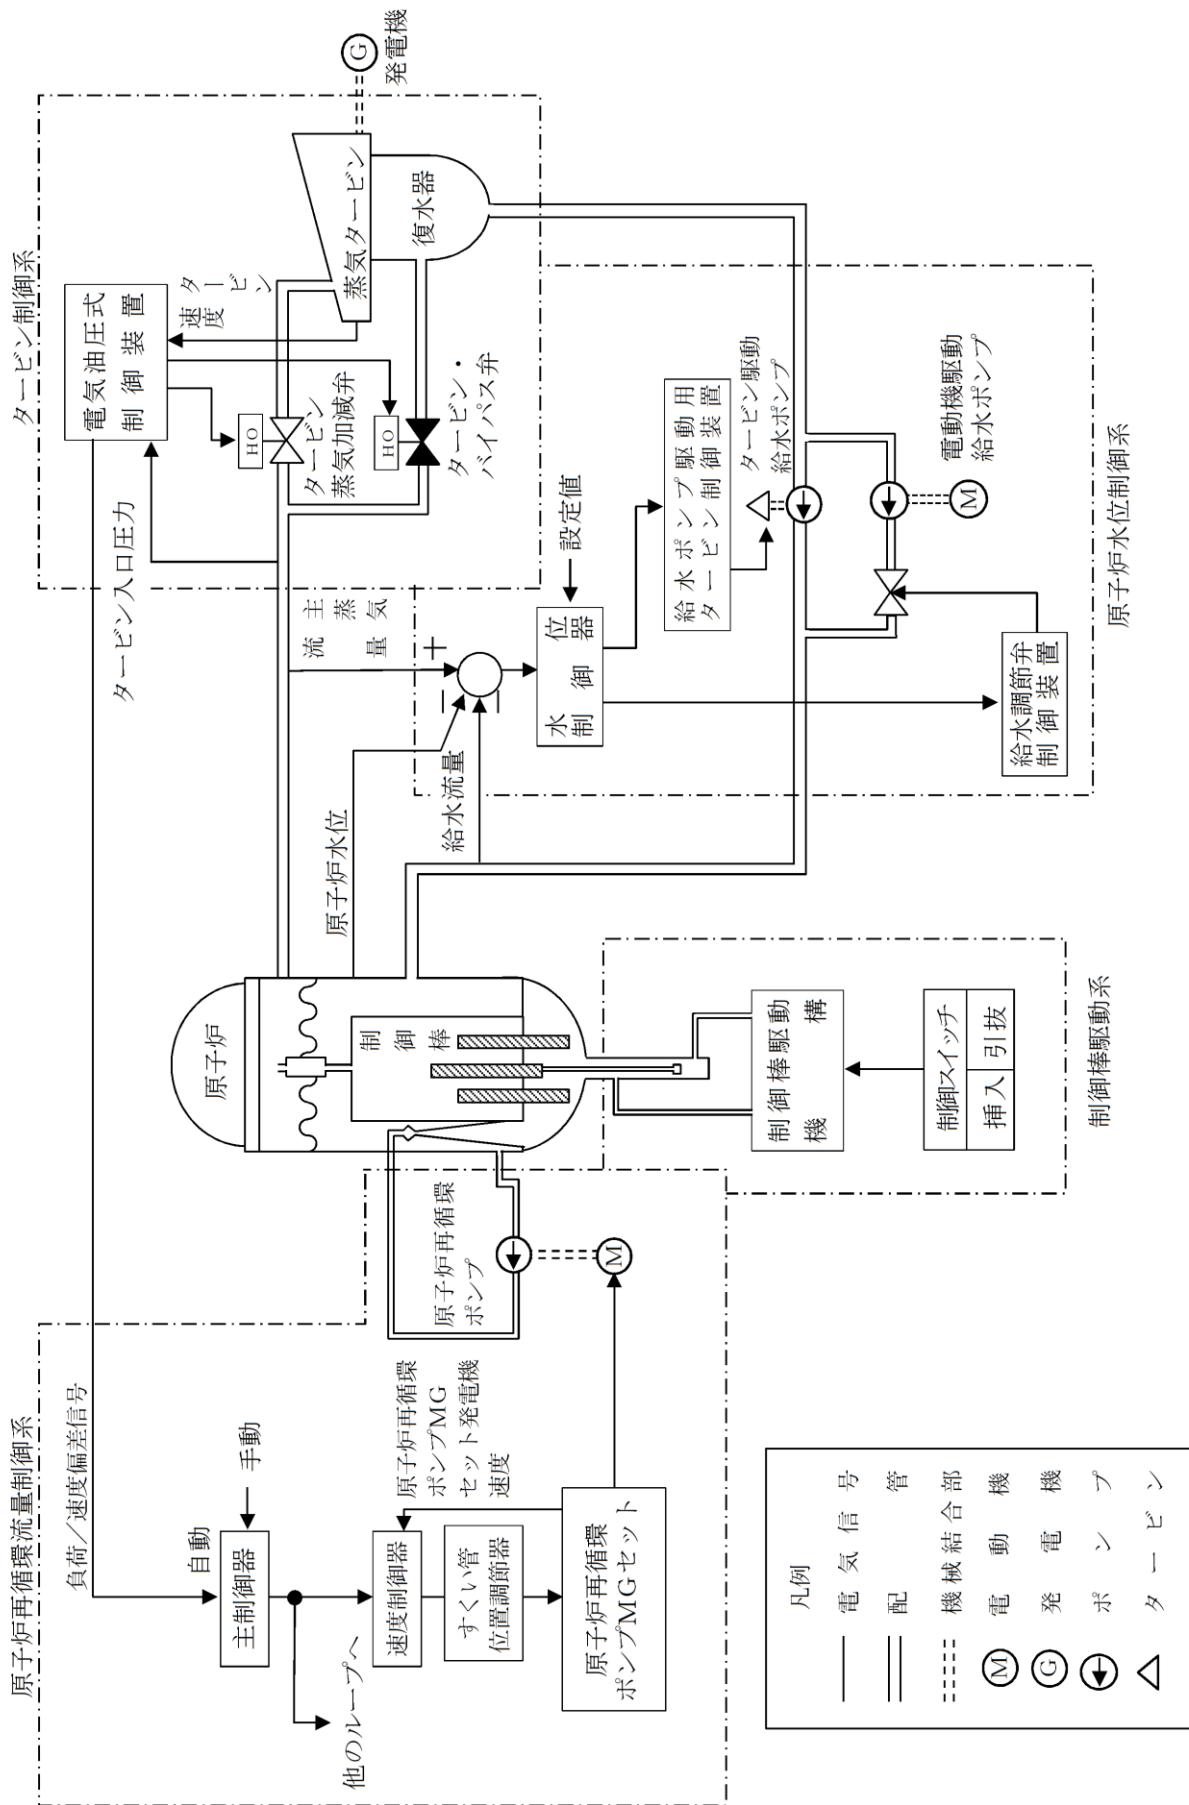 原子炉再循環流量制御系
負荷／速度偏差信号
自動
手動
主制御器
他のループへ
速度制御器
すくい管
位置調節器
原子炉再循環
ポンプMG
セット発電機
速度
原子炉再循環
ポンプMGセット
原子炉再循環
ポンプ
M
原子炉
制御棒
制御棒駆動
機構
制御スイッチ
挿入
引抜
制御棒駆動系
タービン制御系
電気油圧式
制御装置
タービン
速度
タービン入口圧力
HO
タービン
蒸気加減弁
HO
タービン・
バイパス弁
蒸気タービン
復水器
G
発電機
主蒸気
流量
原子炉水位
給水流量
＋
－
－
設定値
水位
制御器
給水ポンプ駆動用
タービン制御装置
タービン駆動
給水ポンプ
電動機駆動
給水ポンプ
M
給水調節弁
制御装置
原子炉水位制御系
凡例
電気信号
配管
機械結合部
M 電動機
G 発電機
ポンプ
タービン